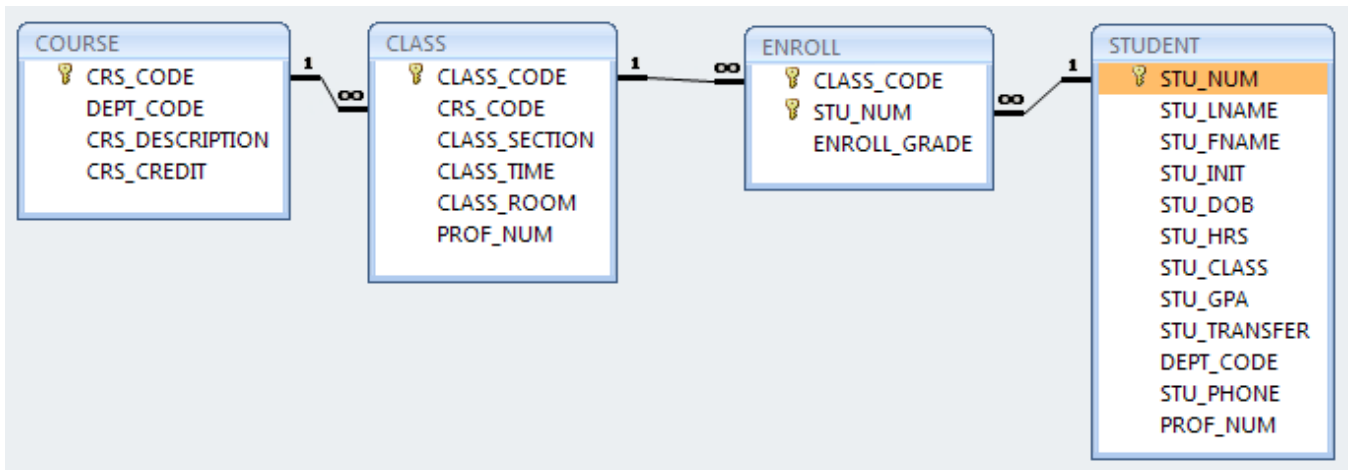 COURSE
CRS_CODE
DEPT_CODE
CRS_DESCRIPTION
CRS_CREDIT
1
∞
CLASS
CLASS_CODE
CRS_CODE
CLASS_SECTION
CLASS_TIME
CLASS_ROOM
PROF_NUM
1
∞
ENROLL
CLASS_CODE
STU_NUM
ENROLL_GRADE
∞
1
STUDENT
STU_NUM
STU_LNAME
STU_FNAME
STU_INIT
STU_DOB
STU_HRS
STU_CLASS
STU_GPA
STU_TRANSFER
DEPT_CODE
STU_PHONE
PROF_NUM